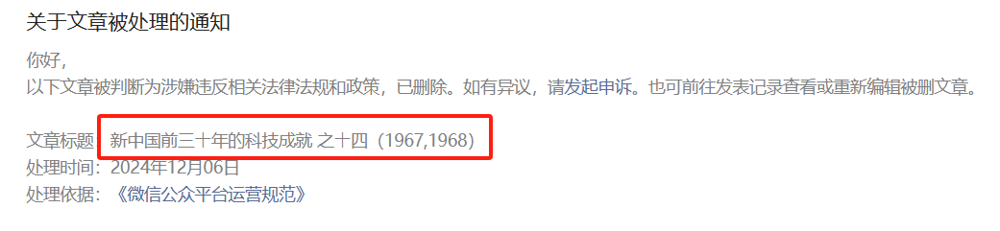 关于文章被处理的通知
你好，
以下文章被判断为涉嫌违反相关法律法规和政策，已删除。如有异议，请发起申诉。也可前往发表记录查看或重新编辑被删文章。
文章标题：新中国前三十年的科技成就 之十四（1967,1968）
处理时间：2024年12月06日
处理依据：《微信公众平台运营规范》